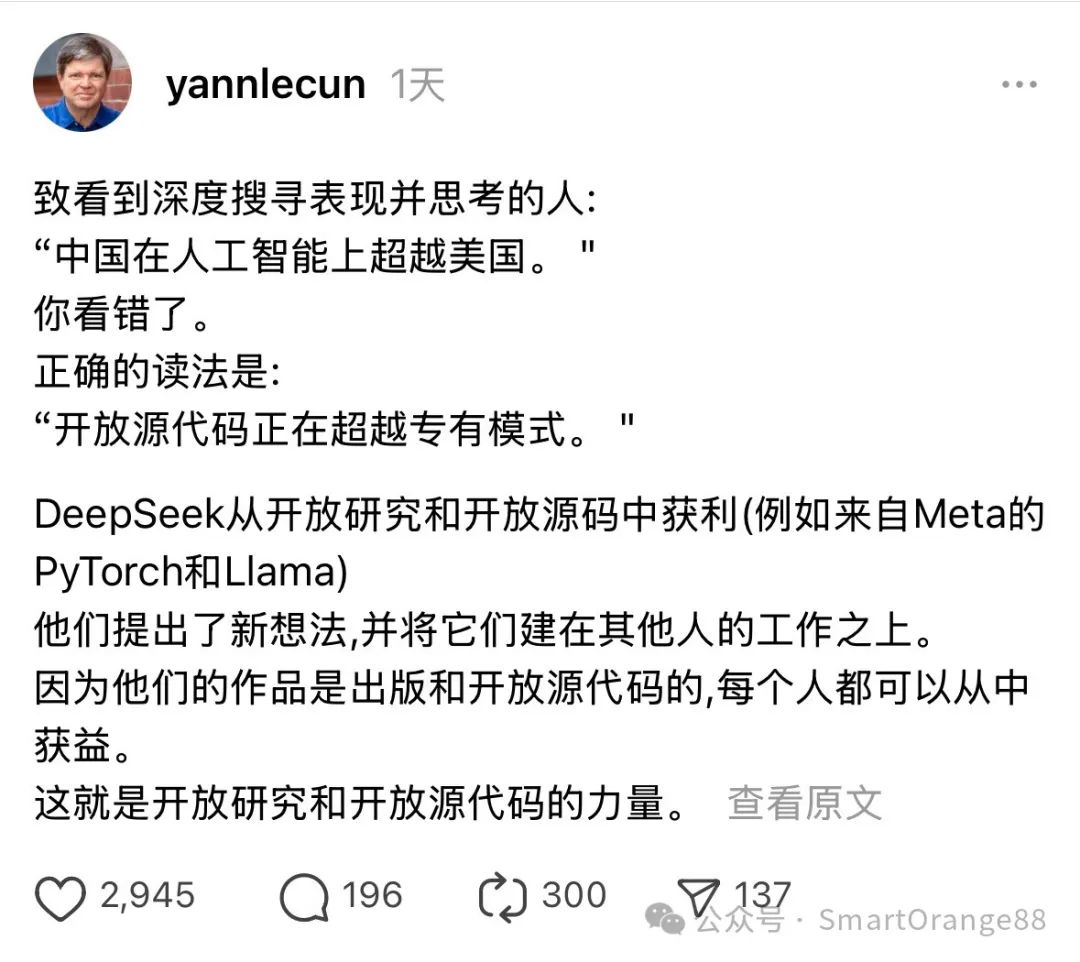 yannlecun 1天
致看到深度搜寻表现并思考的人:
“中国在人工智能上超越美国。 "
你看错了。
正确的读法是:
“开放源代码正在超越专有模式。 "
DeepSeek从开放研究和开放源码中获利(例如来自Meta的
PyTorch和Llama)
他们提出了新想法,并将它们建在其他人的工作之上。
因为他们的作品是出版和开放源代码的,每个人都可以从中
获益。
这就是开放研究和开放源代码的力量。 查看原文
2,945 196 300 137
公众号 · SmartOrange88